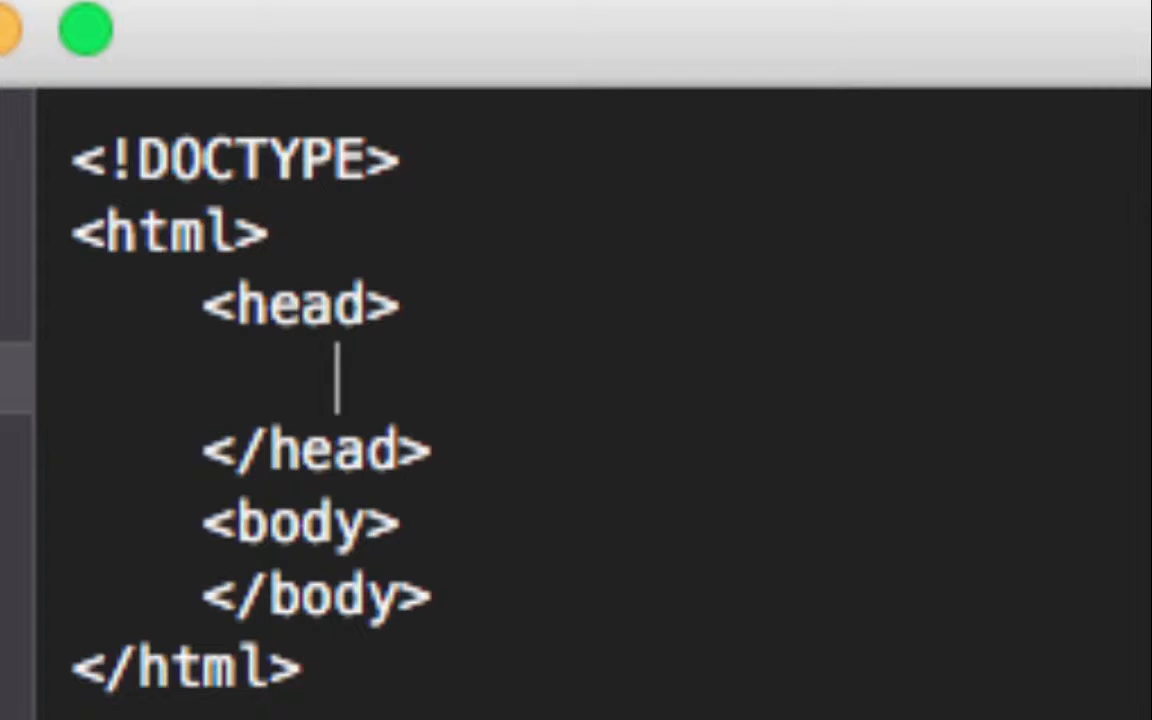 <!DOCTYPE>
<html>
    <head>
    </head>
    <body>
    </body>
</html>